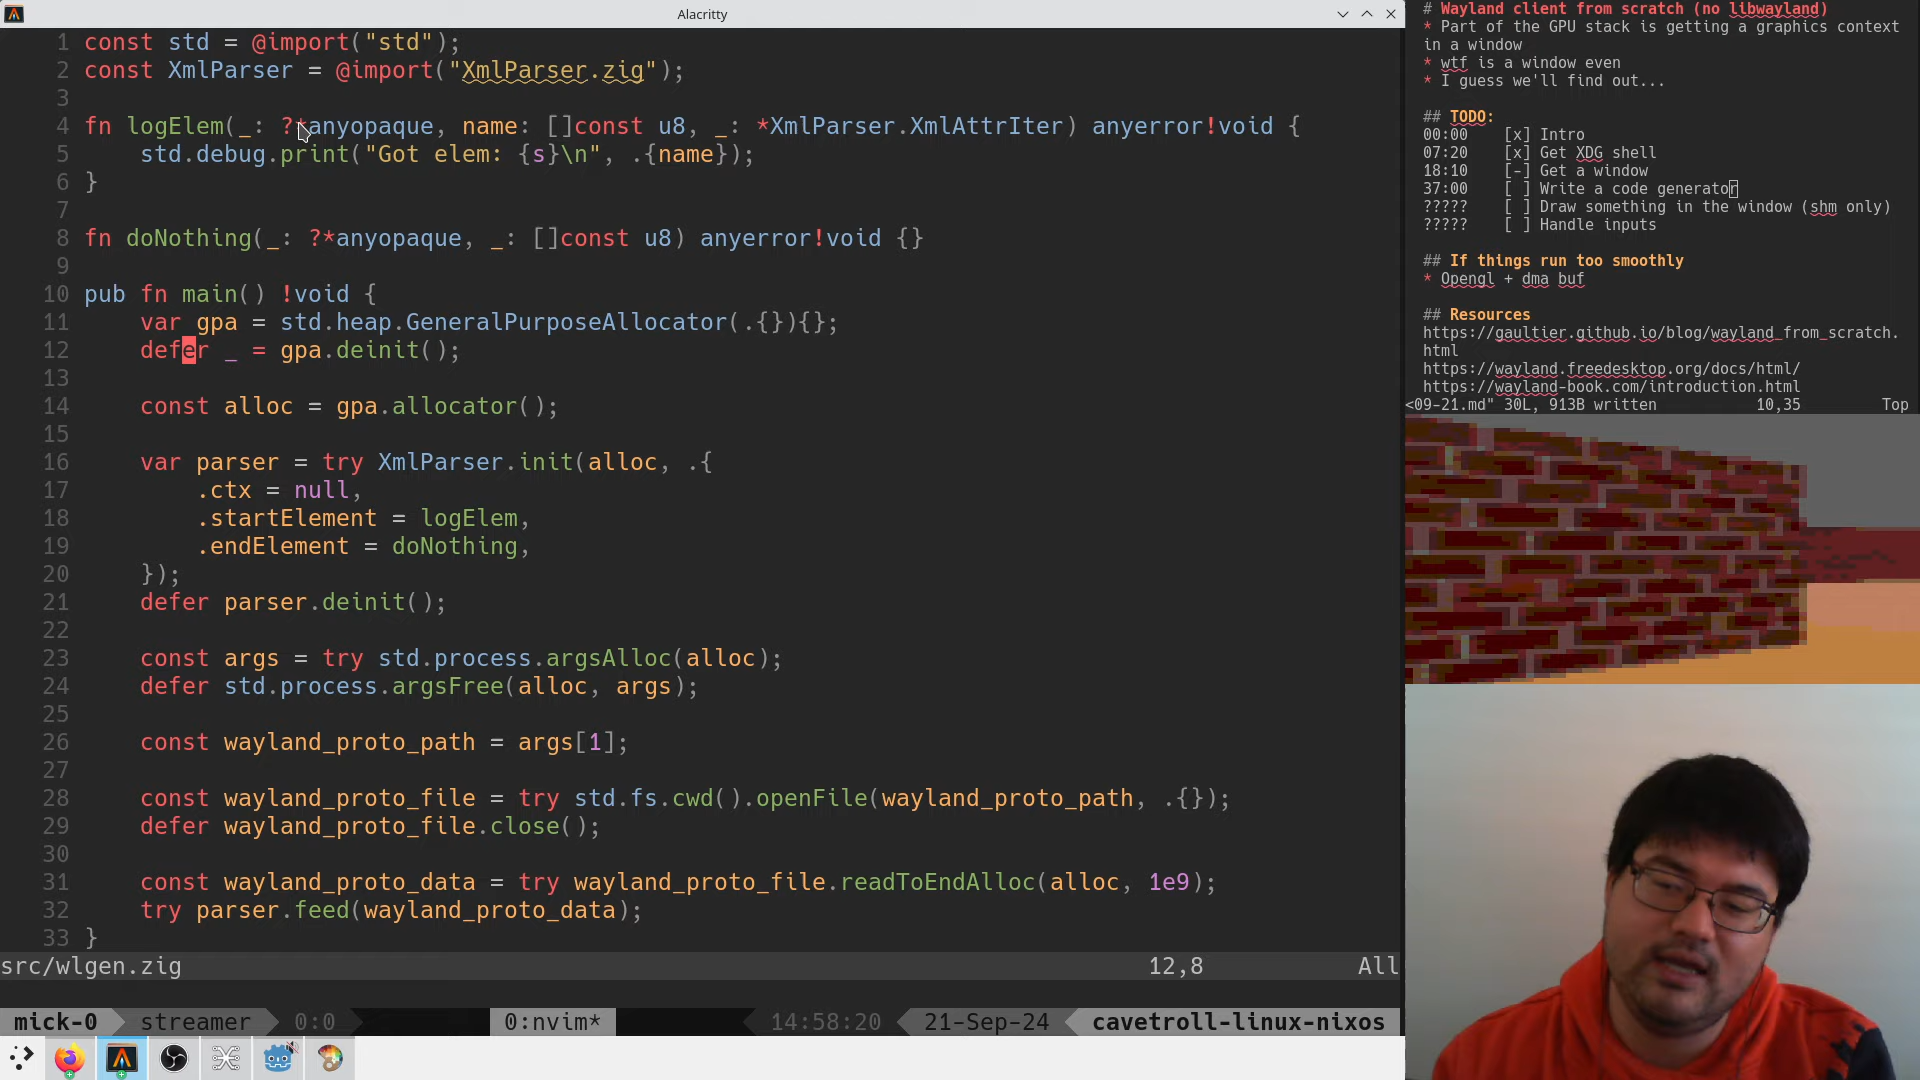 Alacritty
1 const std = @import("std");
2 const XmlParser = @import("XmlParser.zig");
3
4 fn logElem(_: ?*anyopaque, name: []const u8, _: *XmlParser.XmlAttrIter) anyerror!void {
5     std.debug.print("Got elem: {s}\n", .{name});
6 }
7
8 fn doNothing(_: ?*anyopaque, _: []const u8) anyerror!void {}
9
10 pub fn main() !void {
11     var gpa = std.heap.GeneralPurposeAllocator(.{}){};
12     defer _ = gpa.deinit();
13
14     const alloc = gpa.allocator();
15
16     var parser = try XmlParser.init(alloc, .{
17         .ctx = null,
18         .startElement = logElem,
19         .endElement = doNothing,
20     });
21     defer parser.deinit();
22
23     const args = try std.process.argsAlloc(alloc);
24     defer std.process.argsFree(alloc, args);
25
26     const wayland_proto_path = args[1];
27
28     const wayland_proto_file = try std.fs.cwd().openFile(wayland_proto_path, .{});
29     defer wayland_proto_file.close();
30
31     const wayland_proto_data = try wayland_proto_file.readToEndAlloc(alloc, 1e9);
32     try parser.feed(wayland_proto_data);
33 }
src/wlgen.zig 12,8 All
mick-0 streamer 0:0 0:nvim* 14:58:20 21-Sep-24 cavetroll-linux-nixos
# Wayland client from scratch (no libwayland)
* Part of the GPU stack is getting a graphics context
in a window
* wtf is a window even
* I guess we'll find out...
## TODO:
00:00 [x] Intro
07:20 [x] Get XDG shell
18:10 [-] Get a window
37:00 [ ] Write a code generator
????? [ ] Draw something in the window (shm only)
????? [ ] Handle inputs
## If things run too smoothly
* Opengl + dma buf
## Resources
https://gaultier.github.io/blog/wayland_from_scratch.
html
https://wayland.freedesktop.org/docs/html/
https://wayland-book.com/introduction.html
<09-21.md" 30L, 913B written 10,35 Top